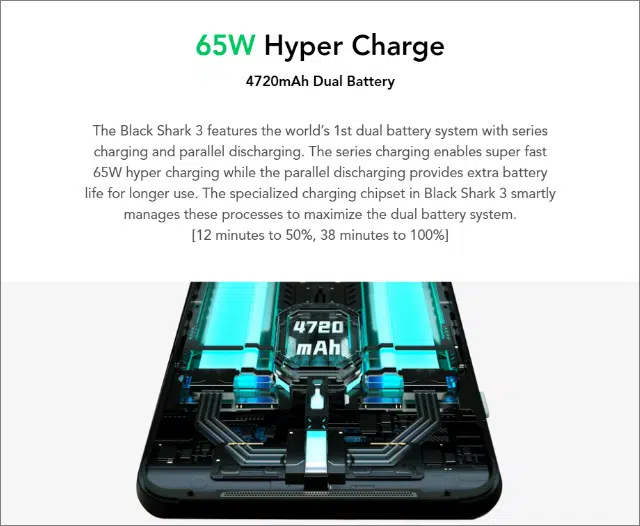 65W Hyper Charge
4720mAh Dual Battery
The Black Shark 3 features the world's 1st dual battery system with series
charging and parallel discharging. The series charging enables super fast
65W hyper charging while the parallel discharging provides extra battery
life for longer use. The specialized charging chipset in Black Shark 3 smartly
manages these processes to maximize the dual battery system.
[12 minutes to 50%, 38 minutes to 100%]
4720
mAh